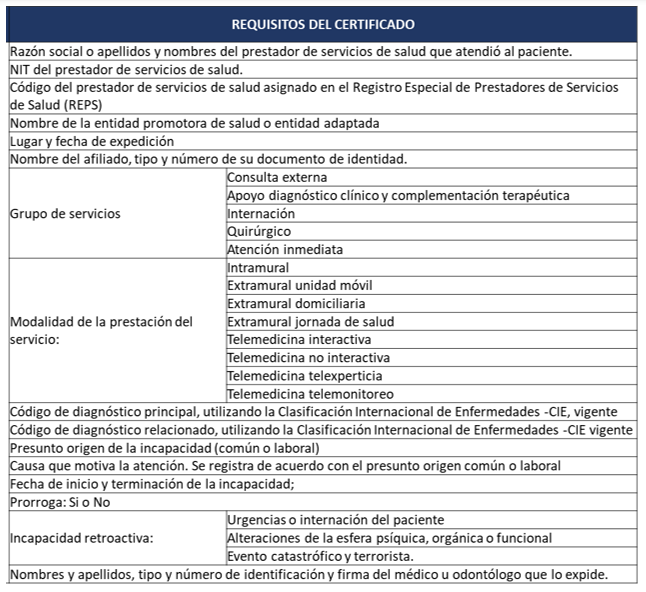 REQUISITOS DEL CERTIFICADO
Razón social o apellidos y nombres del prestador de servicios de salud que atendió al paciente.
NIT del prestador de servicios de salud.
Código del prestador de servicios de salud asignado en el Registro Especial de Prestadores de Servicios
de Salud (REPS)
Nombre de la entidad promotora de salud o entidad adaptada
Lugar y fecha de expedición
Nombre del afiliado, tipo y número de su documento de identidad.
Grupo de servicios
Consulta externa
Apoyo diagnóstico clínico y complementación terapéutica
Internación
Quirúrgico
Atención inmediata
Modalidad de la prestación del
servicio:
Intramural
Extramural unidad móvil
Extramural domiciliaria
Extramural jornada de salud
Telemedicina interactiva
Telemedicina no interactiva
Telemedicina telexperticia
Telemedicina telemonitoreo
Código de diagnóstico principal, utilizando la Clasificación Internacional de Enfermedades -CIE, vigente
Código de diagnóstico relacionado, utilizando la Clasificación Internacional de Enfermedades -CIE vigente
Presunto origen de la incapacidad (común o laboral)
Causa que motiva la atención. Se registra de acuerdo con el presunto origen común o laboral
Fecha de inicio y terminación de la incapacidad;
Prorroga: Si o No
Incapacidad retroactiva:
Urgencias o internación del paciente
Alteraciones de la esfera psíquica, orgánica o funcional
Evento catastrófico y terrorista.
Nombres y apellidos, tipo y número de identificación y firma del médico u odontólogo que lo expide.